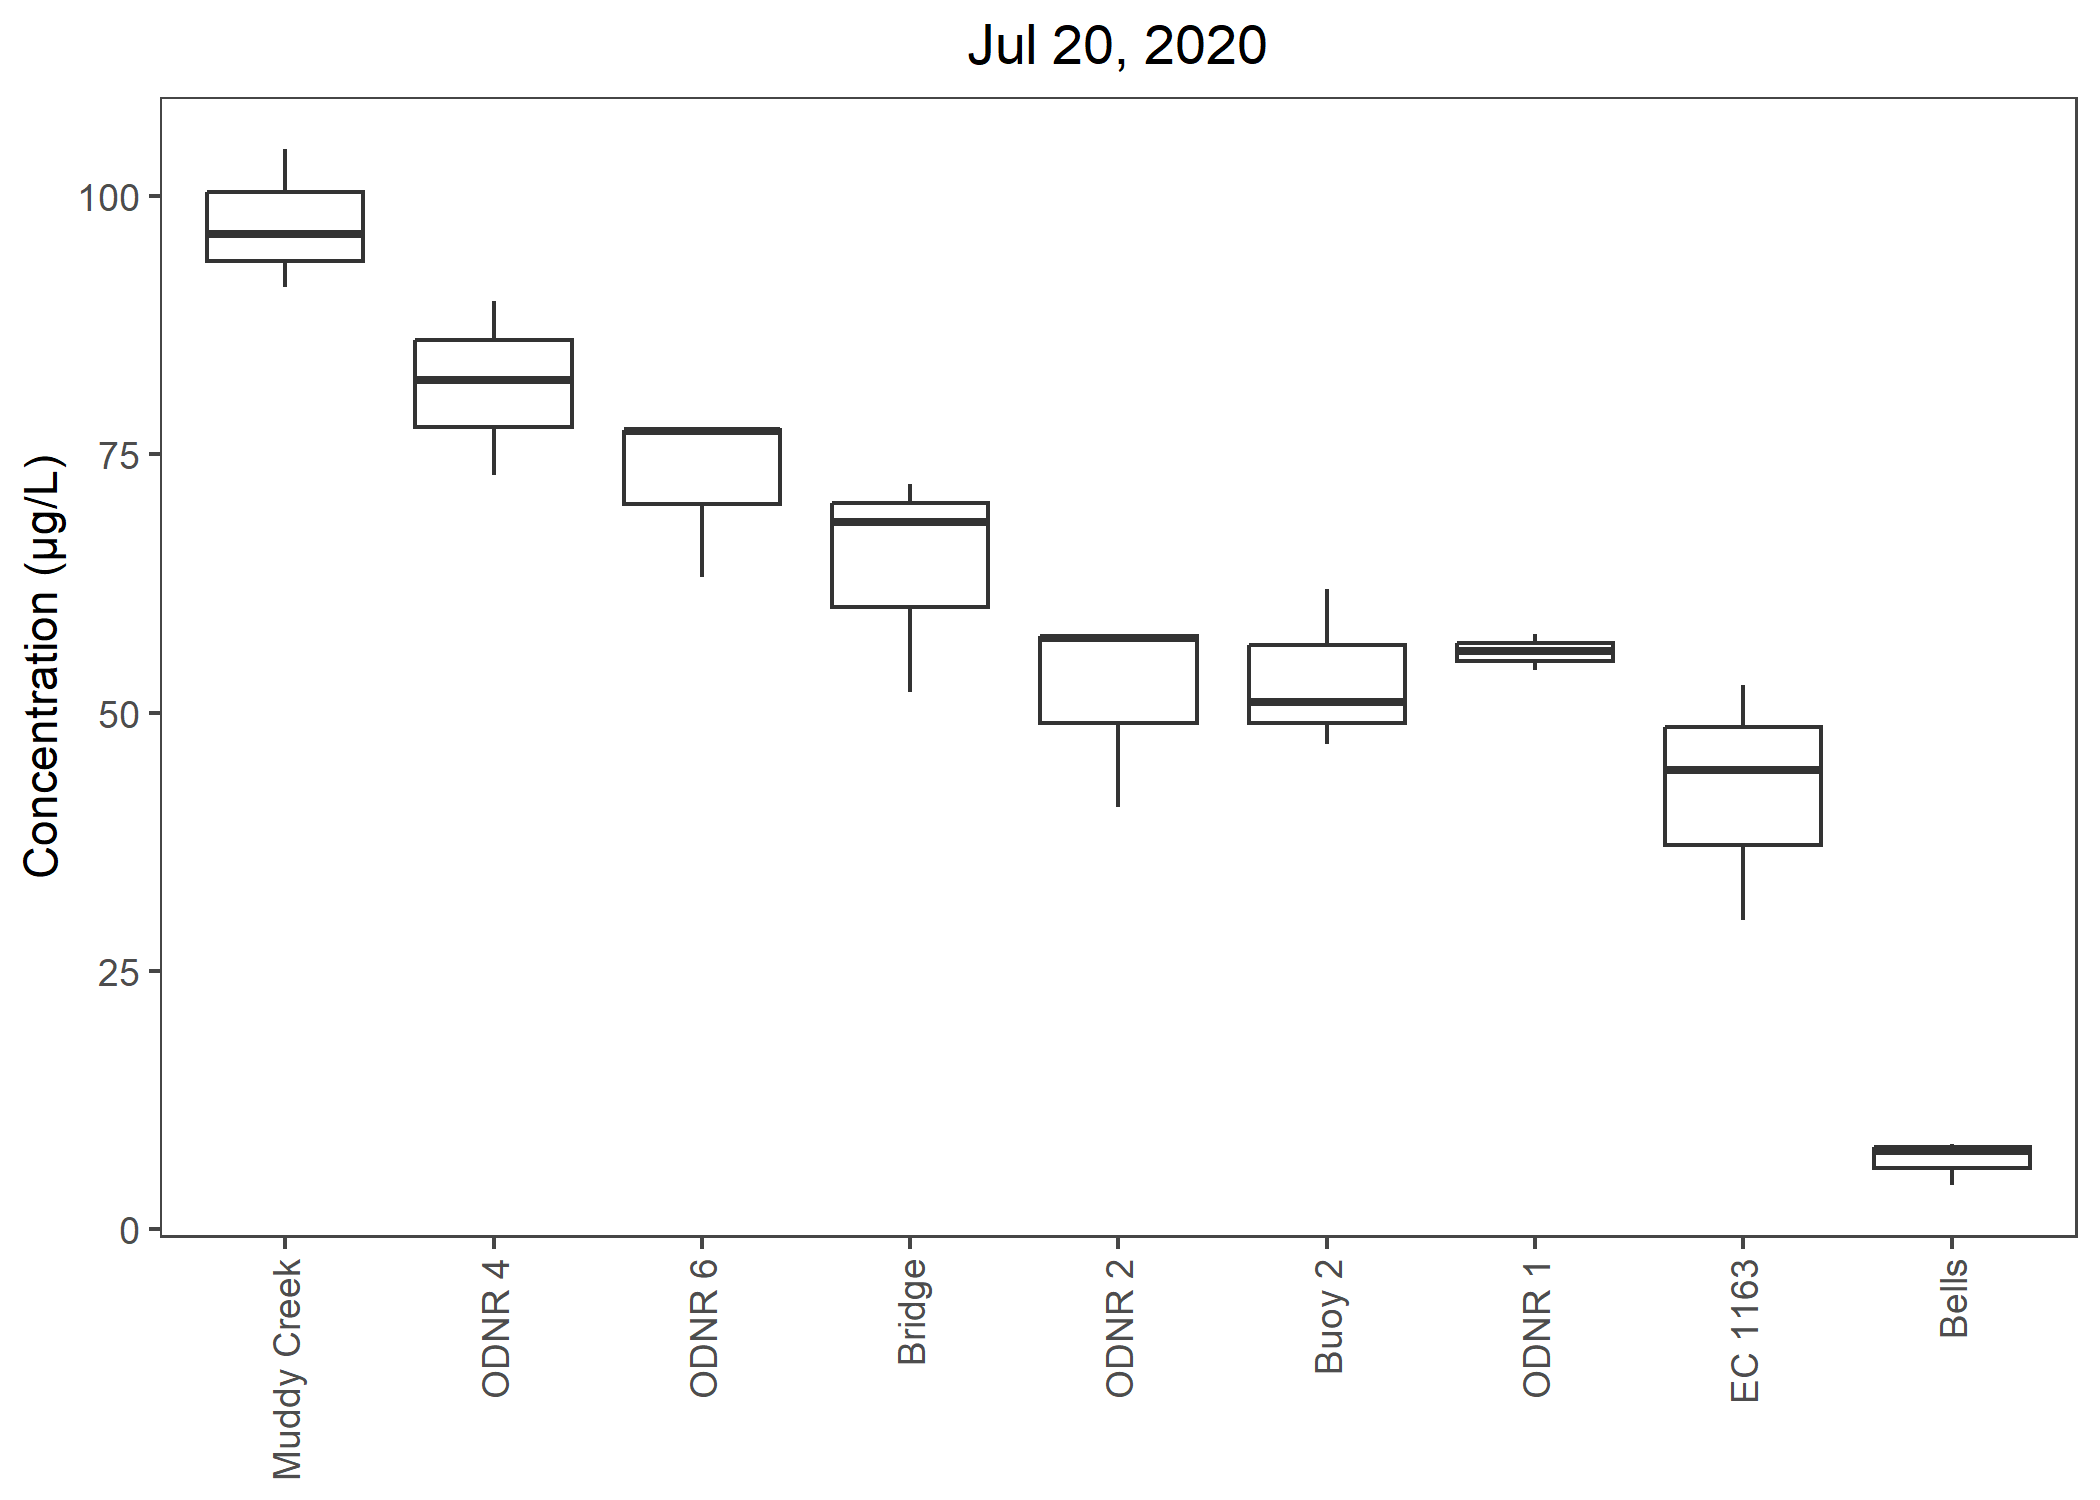 Jul 20, 2020
Concentration (µg/L)
100
75
50
25
0
Muddy Creek
ODNR 4
ODNR 6
Bridge
ODNR 2
Buoy 2
ODNR 1
EC 1163
Bells